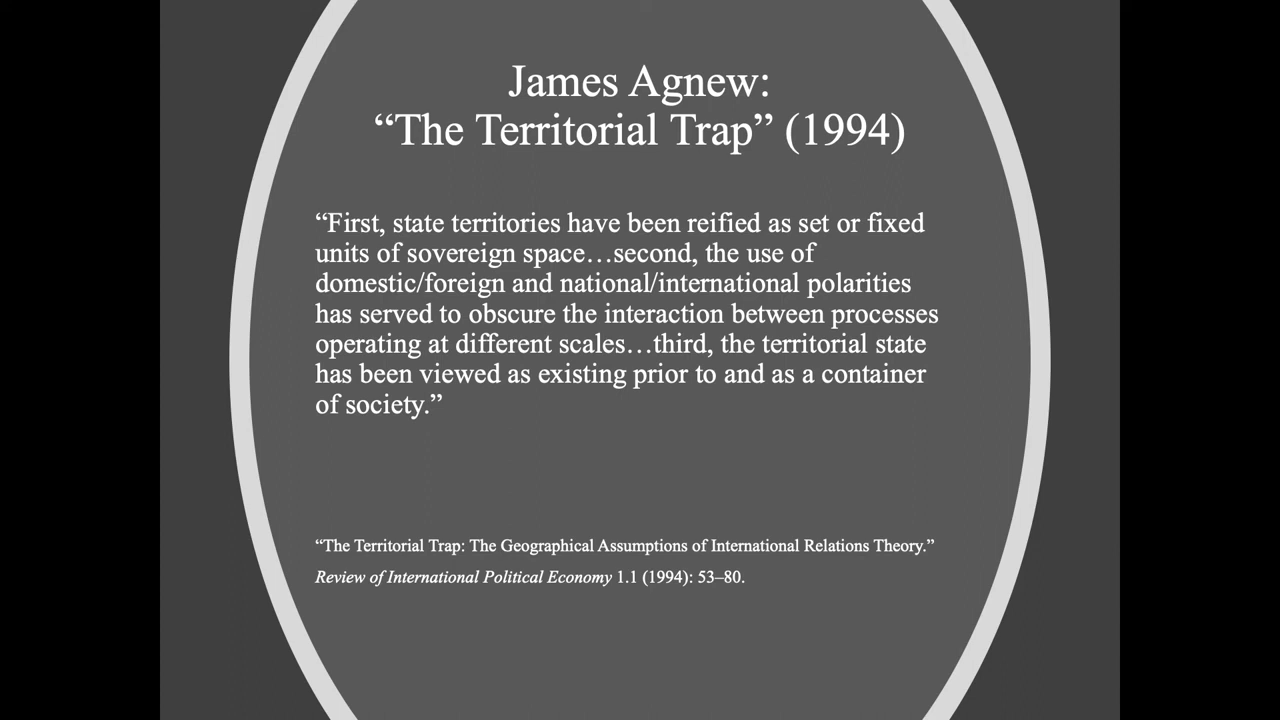 James Agnew:
“The Territorial Trap” (1994)
“First, state territories have been reified as set or fixed
units of sovereign space…second, the use of
domestic/foreign and national/international polarities
has served to obscure the interaction between processes
operating at different scales…third, the territorial state
has been viewed as existing prior to and as a container
of society.”
“The Territorial Trap: The Geographical Assumptions of International Relations Theory.”
Review of International Political Economy 1.1 (1994): 53–80.